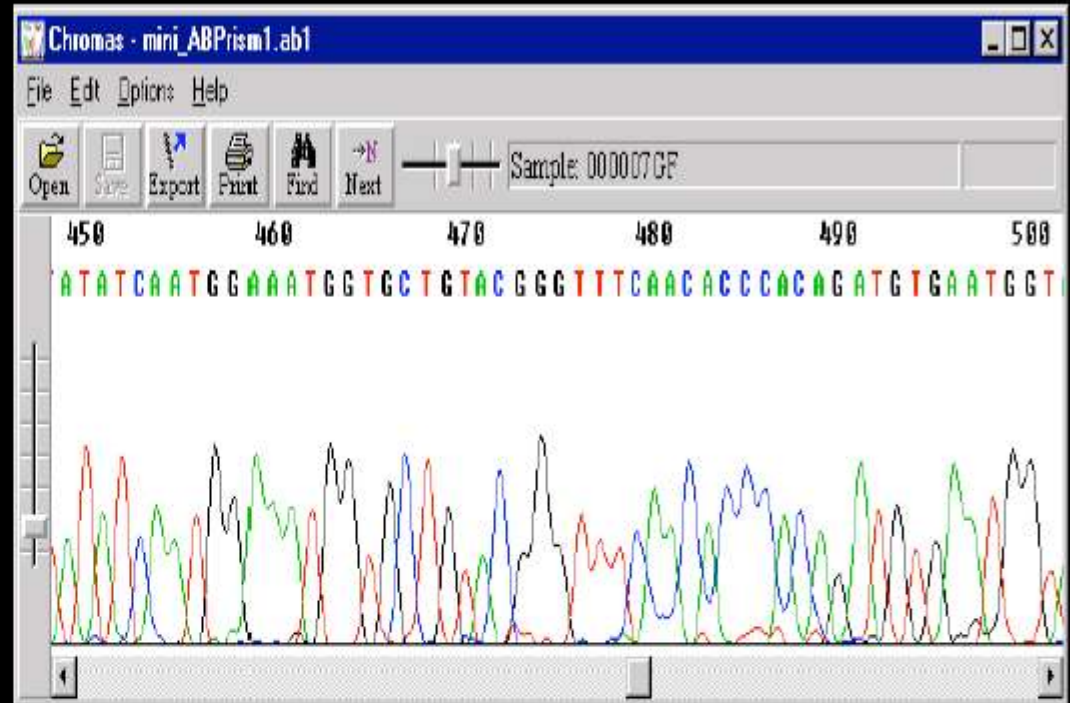 Chromas - mini_ABPrism1.ab1
File Edit Options Help
Open Save Export Print Find Next Sample: 000007GF
→N
450 460 470 480 490 500
ATATCAATGGAAATGGTGCTGTACGGGTTTCAACACCCACAGATGTGAATGGT